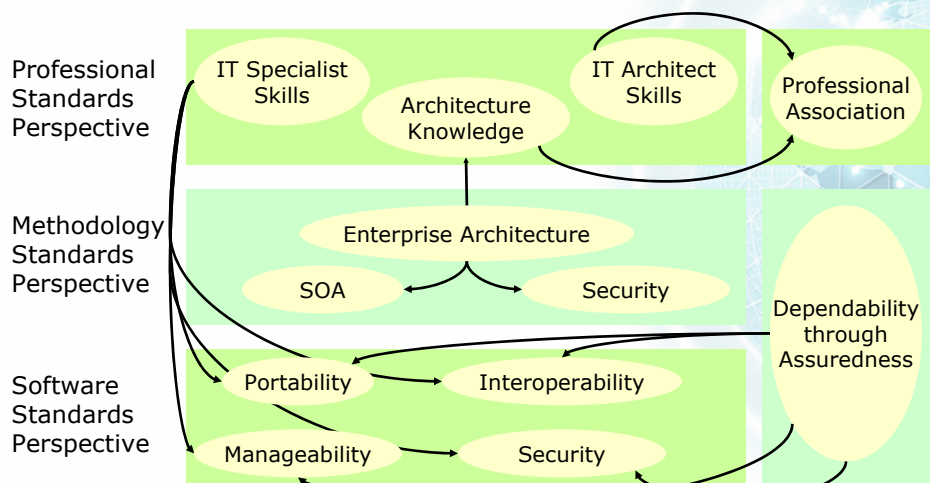 Professional
Standards
Perspective
IT Specialist
Skills
Architecture
Knowledge
IT Architect
Skills
Professional
Association
Methodology
Standards
Perspective
Enterprise Architecture
SOA
Security
Dependability
through
Assuredness
Software
Standards
Perspective
Portability
Interoperability
Manageability
Security